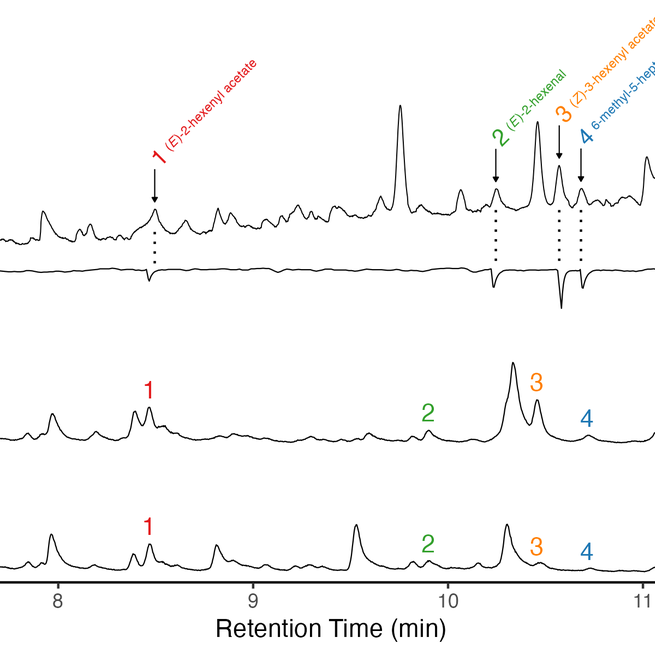 1 (E)-2-hexenyl acetate
2 (E)-2-hexenal
3 (Z)-3-hexenyl acetate
4 6-methyl-5-hept
1
2
3
4
1
2
3
4
8
9
10
11
Retention Time (min)